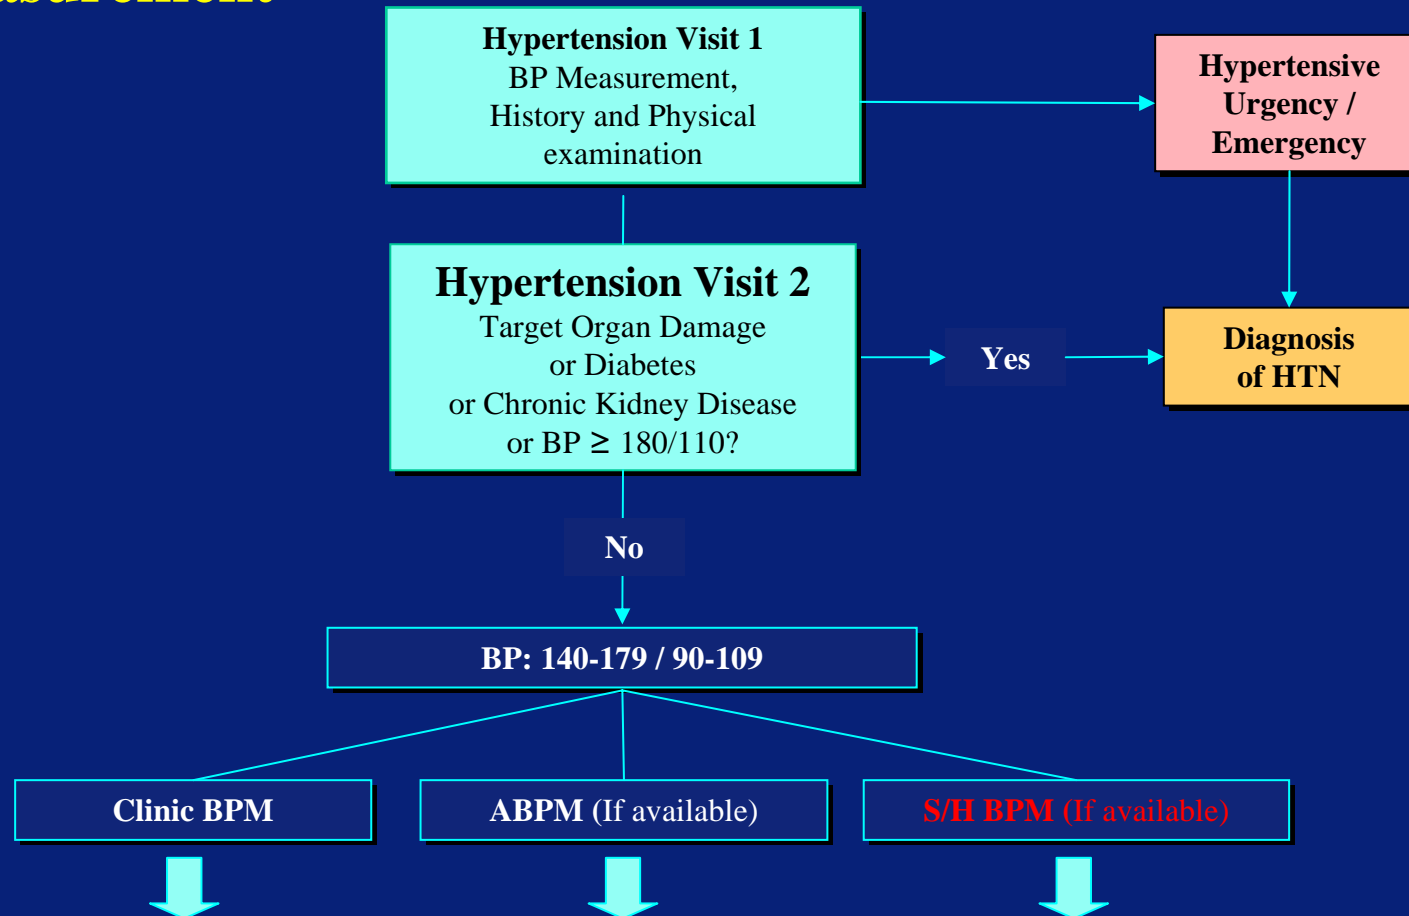 Hypertension Visit 1
BP Measurement,
History and Physical
examination
Hypertensive
Urgency /
Emergency
Hypertension Visit 2
Target Organ Damage
or Diabetes
or Chronic Kidney Disease
or BP ≥ 180/110?
Yes
Diagnosis
of HTN
No
BP: 140-179 / 90-109
Clinic BPM
ABPM (If available)
S/H BPM (If available)